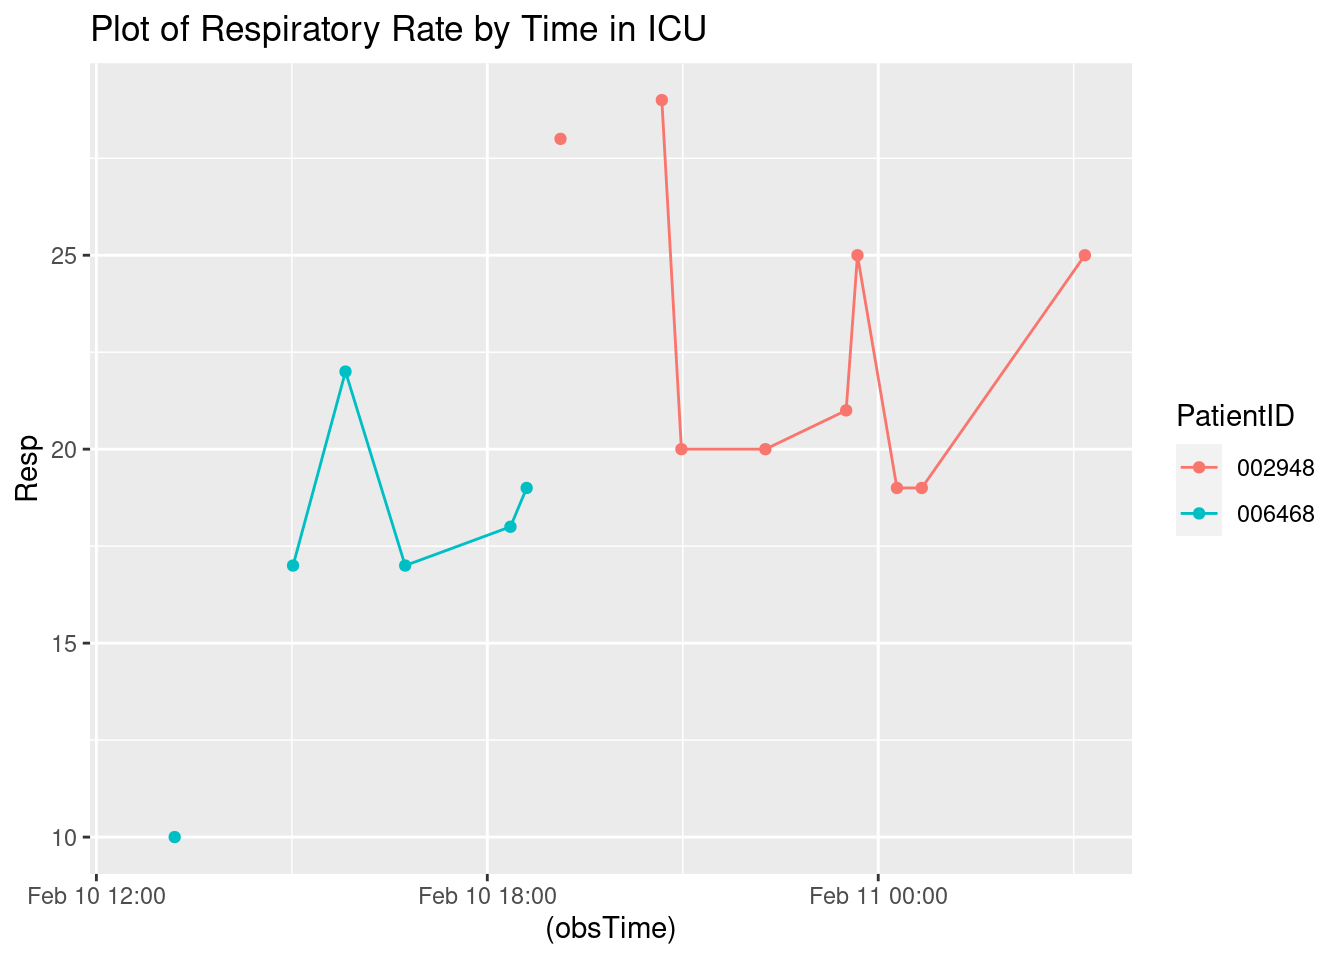 Plot of Respiratory Rate by Time in ICU
Resp
25
20
15
10
Feb 10 12:00
Feb 10 18:00
Feb 11 00:00
(obsTime)
PatientID
002948
006468